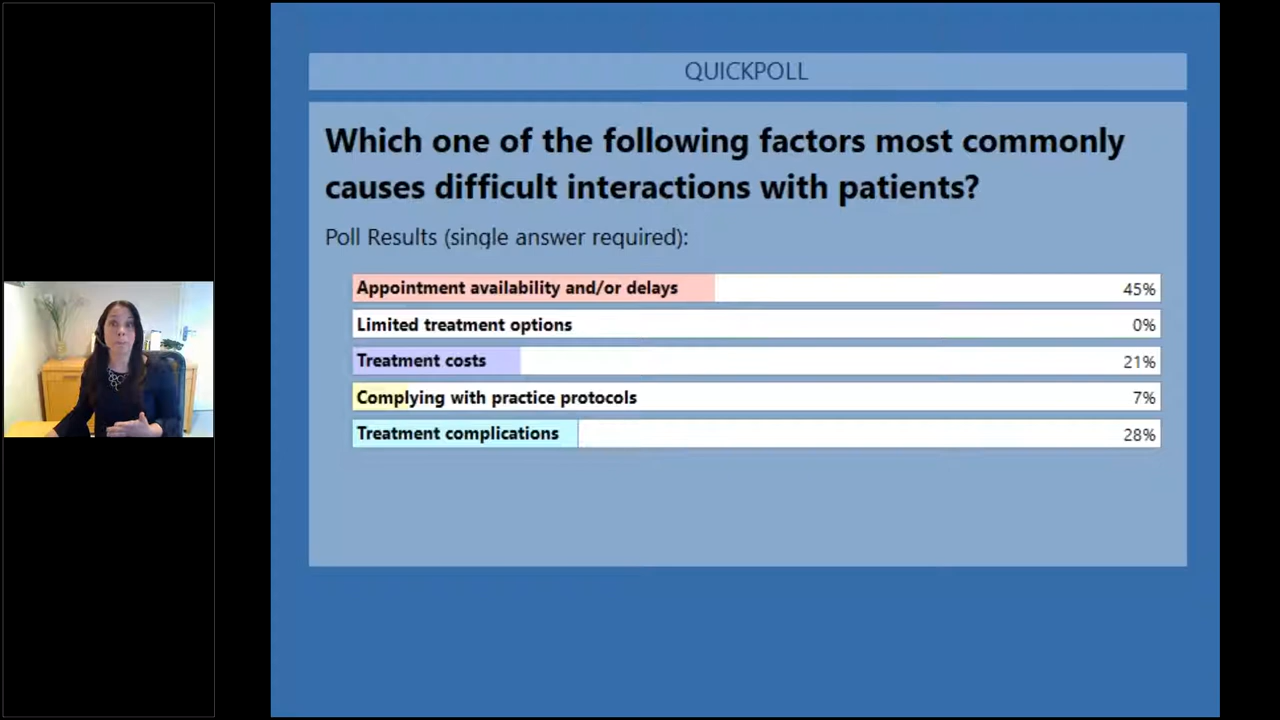 QUICKPOLL
Which one of the following factors most commonly
causes difficult interactions with patients?
Poll Results (single answer required):
Appointment availability and/or delays 45%
Limited treatment options 0%
Treatment costs 21%
Complying with practice protocols 7%
Treatment complications 28%